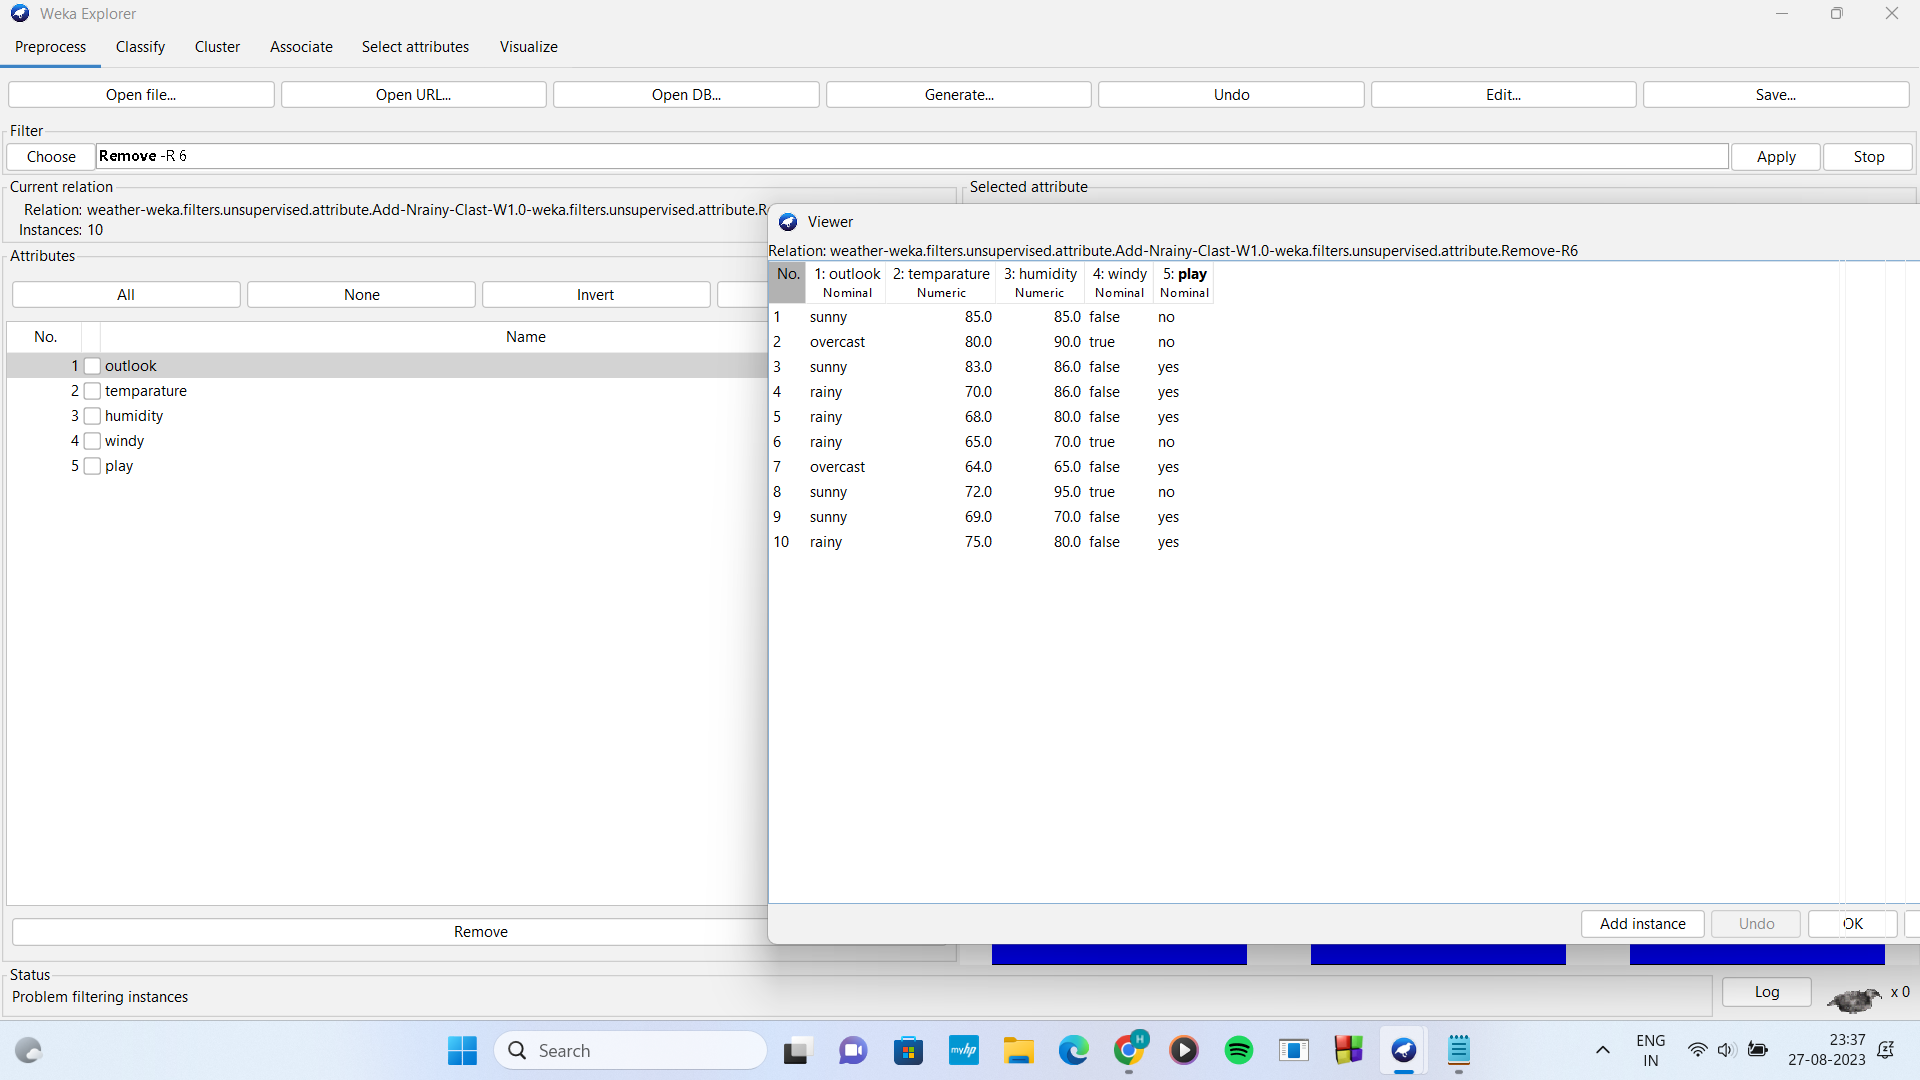 Weka Explorer
Preprocess Classify Cluster Associate Select attributes Visualize
Open file... Open URL... Open DB... Generate... Undo Edit... Save...
Filter
Choose Remove -R 6 Apply Stop
Current relation
Relation: weather-weka.filters.unsupervised.attribute.Add-Nrainy-Clast-W1.0-weka.filters.unsupervised.attribute.R
Instances: 10
Selected attribute
Attributes
All None Invert
No. Name
1 outlook
2 temparature
3 humidity
4 windy
5 play
Remove
Viewer
Relation: weather-weka.filters.unsupervised.attribute.Add-Nrainy-Clast-W1.0-weka.filters.unsupervised.attribute.Remove-R6
No. 1: outlook 2: temparature 3: humidity 4: windy 5: play
Nominal Numeric Numeric Nominal Nominal
1 sunny 85.0 85.0 false no
2 overcast 80.0 90.0 true no
3 sunny 83.0 86.0 false yes
4 rainy 70.0 86.0 false yes
5 rainy 68.0 80.0 false yes
6 rainy 65.0 70.0 true no
7 overcast 64.0 65.0 false yes
8 sunny 72.0 95.0 true no
9 sunny 69.0 70.0 false yes
10 rainy 75.0 80.0 false yes
Add instance Undo OK
Status
Problem filtering instances
Log x 0
Search
myhp
H
ENG
IN
23:37
27-08-2023